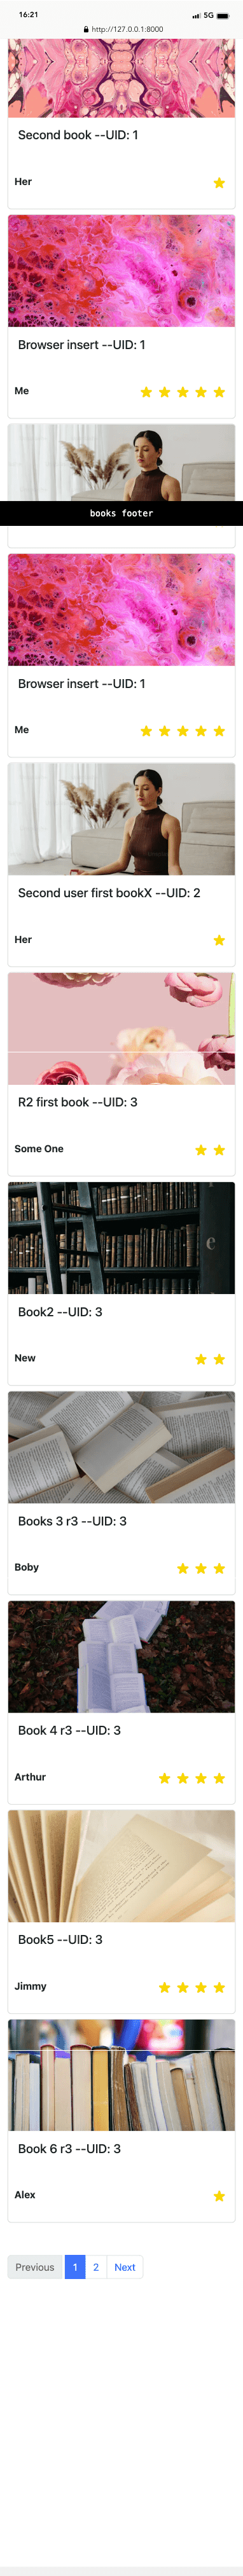 16:21
5G
http://127.0.0.1:8000
Second book --UID: 1
Her
Browser insert --UID: 1
Me
books footer
Browser insert --UID: 1
Me
Second user first bookX --UID: 2
Her
R2 first book --UID: 3
Some One
Book2 --UID: 3
New
Books 3 r3 --UID: 3
Boby
Book 4 r3 --UID: 3
Arthur
Book5 --UID: 3
Jimmy
Book 6 r3 --UID: 3
Alex
Previous 1 2 Next